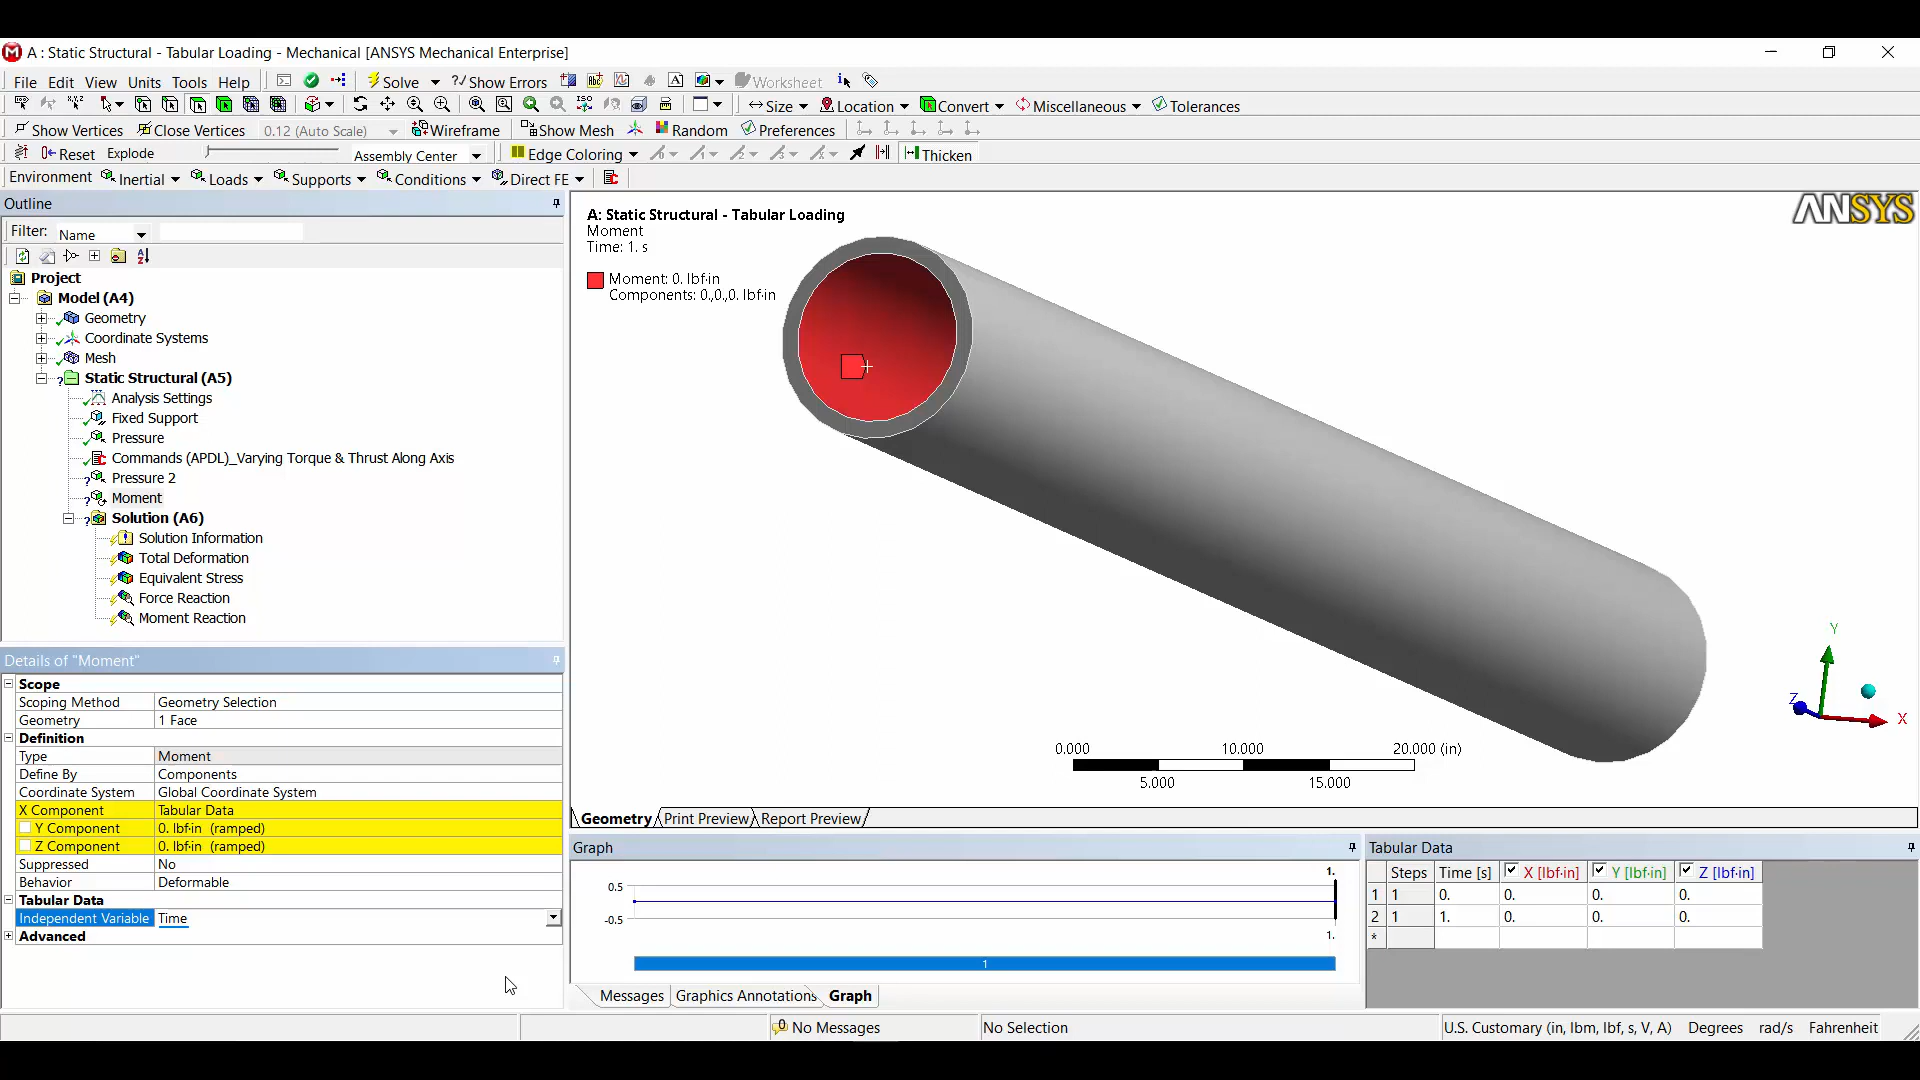 A : Static Structural - Tabular Loading - Mechanical [ANSYS Mechanical Enterprise]
File Edit View Units Tools Help Solve ?/ Show Errors Worksheet
Size Location Convert Miscellaneous Tolerances
Show Vertices Close Vertices 0.12 (Auto Scale) Wireframe Show Mesh Random Preferences
Reset Explode Assembly Center Edge Coloring Thicken
Environment Inertial Loads Supports Conditions Direct FE
Outline
Filter: Name
Project
Model (A4)
Geometry
Coordinate Systems
Mesh
Static Structural (A5)
Analysis Settings
Fixed Support
Pressure
Commands (APDL)_Varying Torque & Thrust Along Axis
Pressure 2
Moment
Solution (A6)
Solution Information
Total Deformation
Equivalent Stress
Force Reaction
Moment Reaction
Details of "Moment"
Scope
Scoping Method Geometry Selection
Geometry 1 Face
Definition
Type Moment
Define By Components
Coordinate System Global Coordinate System
X Component Tabular Data
Y Component 0. lbf·in (ramped)
Z Component 0. lbf·in (ramped)
Suppressed No
Behavior Deformable
Tabular Data
Independent Variable Time
Advanced
A: Static Structural - Tabular Loading
Moment
Time: 1. s
Moment: 0. lbf·in
Components: 0.,0.,0. lbf·in
ANSYS
Y
Z
X
0.000 10.000 20.000 (in)
5.000 15.000
Geometry Print Preview Report Preview
Graph
1.
0.5
-0.5
1.
1
Messages Graphics Annotations Graph
Tabular Data
Steps Time [s] X [lbf·in] Y [lbf·in] Z [lbf·in]
1 1 0. 0. 0. 0.
2 1 1. 0. 0. 0.
*
0 No Messages No Selection U.S. Customary (in, lbm, lbf, s, V, A) Degrees rad/s Fahrenheit